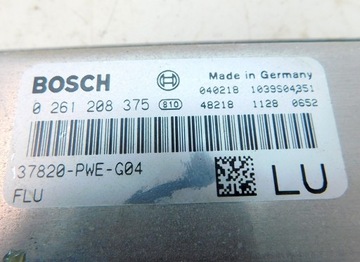 BOSCH
Made in Germany
040218 1039S04351
0 261 208 375 810
48218 1128 0652
37820-PWE-G04
FLU
LU